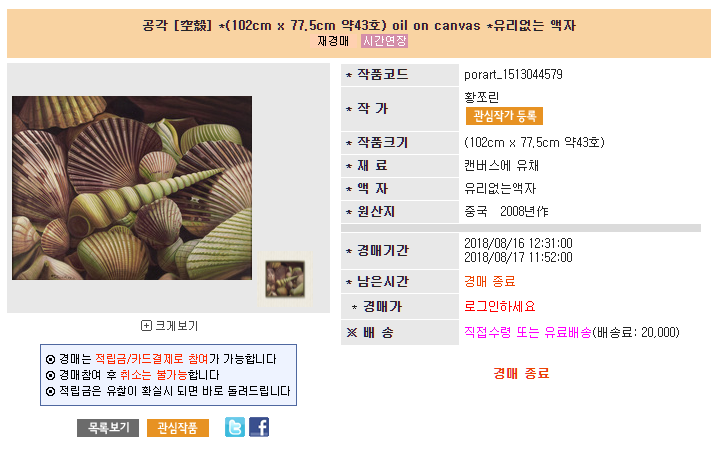 공각 [空殼] *(102cm x 77.5cm 약43호) oil on canvas *유리없는 액자
재경매 시간연장
* 작품코드 porart_1513044579
* 작 가 황쪼린
관심작가 등록
* 작품크기 (102cm x 77.5cm 약43호)
* 재 료 캔버스에 유채
* 액 자 유리없는액자
* 원산지 중국 2008년作
* 경매기간 2018/08/16 12:31:00
2018/08/17 11:52:00
* 남은시간 경매 종료
* 경매가 로그인하세요
※ 배 송 직접수령 또는 유료배송(배송료: 20,000)
경매 종료
크게보기
경매는 적립금/카드결제로 참여가 가능합니다
경매참여 후 취소는 불가능합니다
적립금은 유찰이 확실시 되면 바로 돌려드립니다
목록보기 관심작품